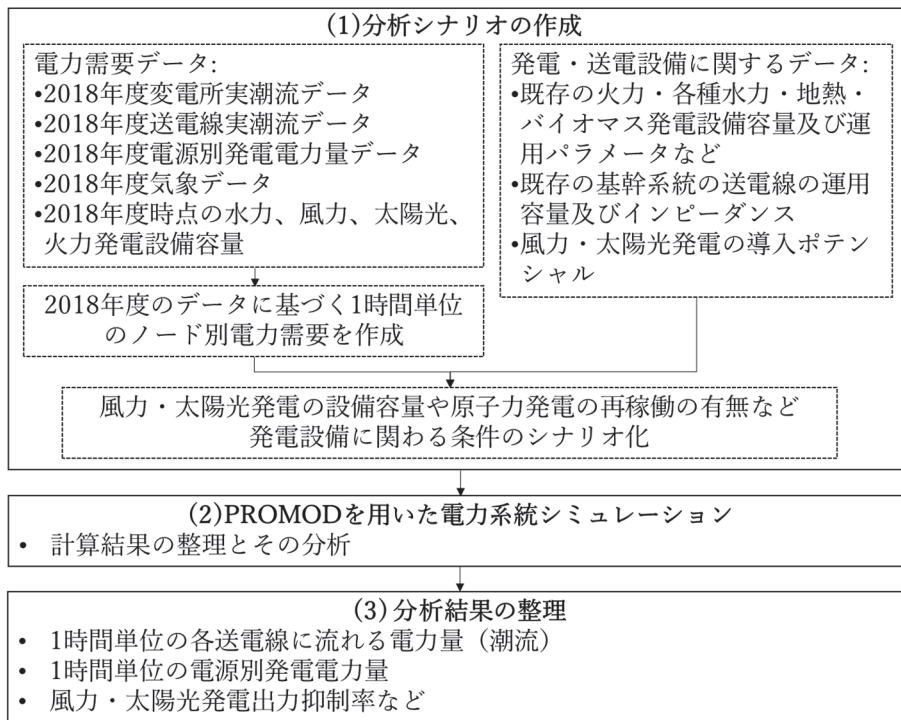 (1)分析シナリオの作成
電力需要データ:
•2018年度変電所実潮流データ
•2018年度送電線実潮流データ
•2018年度電源別発電電力量データ
•2018年度気象データ
•2018年度時点の水力、風力、太陽光、
火力発電設備容量
2018年度のデータに基づく1時間単位
のノード別電力需要を作成
発電・送電設備に関するデータ:
•既存の火力・各種水力・地熱・
バイオマス発電設備容量及び運
用パラメータなど
•既存の基幹系統の送電線の運用
容量及びインピーダンス
•風力・太陽光発電の導入ポテン
シャル
風力・太陽光発電の設備容量や原子力発電の再稼働の有無など
発電設備に関わる条件のシナリオ化
(2)PROMODを用いた電力系統シミュレーション
• 計算結果の整理とその分析
(3)分析結果の整理
• 1時間単位の各送電線に流れる電力量（潮流）
• 1時間単位の電源別発電電力量
• 風力・太陽光発電出力抑制率など